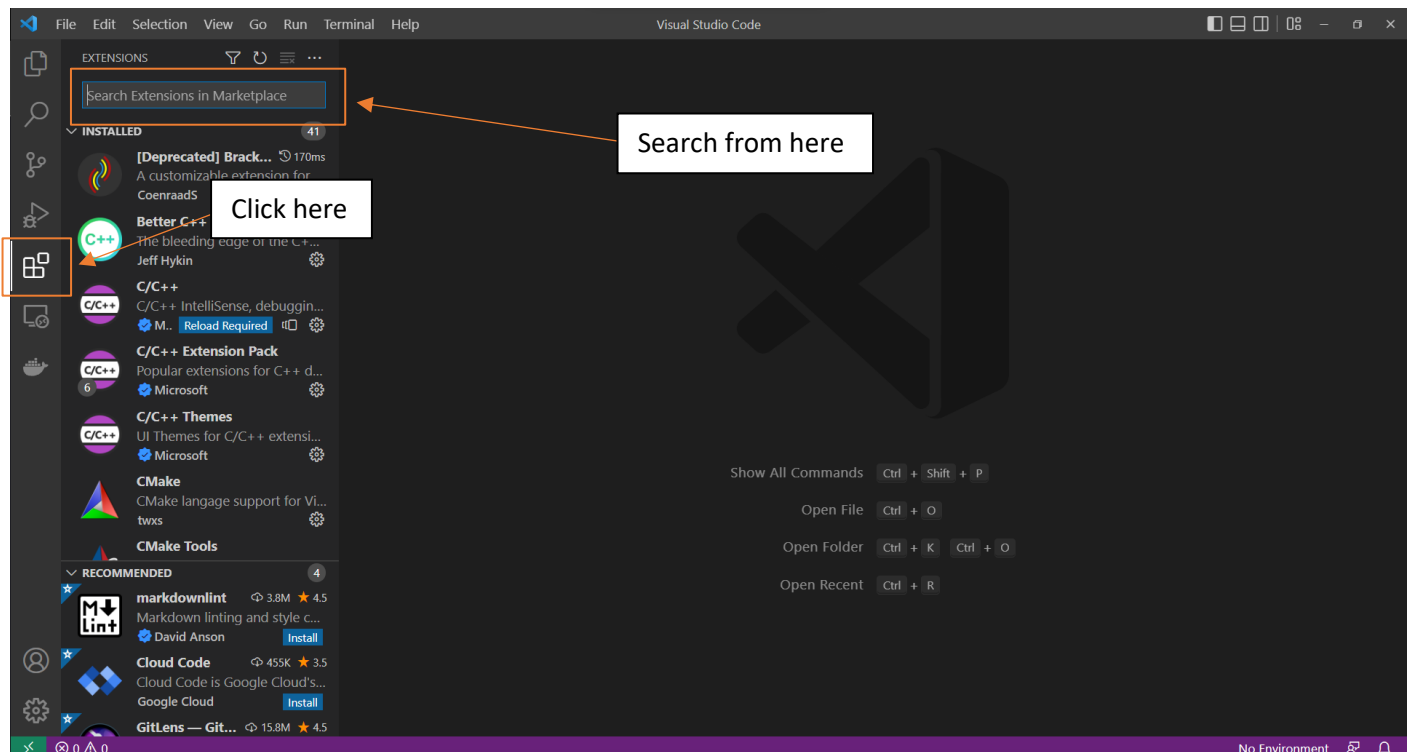 File Edit Selection View Go Run Terminal Help
Visual Studio Code
EXTENSIONS
Search Extensions in Marketplace
Search from here
INSTALLED 41
[Deprecated] Brack... 170ms
A customizable extension for
CoenraadS
Click here
Better C++
The bleeding edge of the C+...
Jeff Hykin
C/C++
C/C++ IntelliSense, debuggin...
M.. Reload Required
C/C++ Extension Pack
Popular extensions for C++ d...
6 Microsoft
C/C++ Themes
UI Themes for C/C++ extensi...
Microsoft
CMake
CMake langage support for Vi...
twxs
CMake Tools
Show All Commands Ctrl + Shift + P
Open File Ctrl + O
Open Folder Ctrl + K Ctrl + O
Open Recent Ctrl + R
RECOMMENDED 4
markdownlint 3.8M 4.5
Markdown linting and style c...
David Anson Install
Cloud Code 455K 3.5
Cloud Code is Google Cloud's...
Google Cloud Install
GitLens — Git... 15.8M 4.5
0 0
No Environment
C++
C/C++
C/C++
C/C++
M
Lint